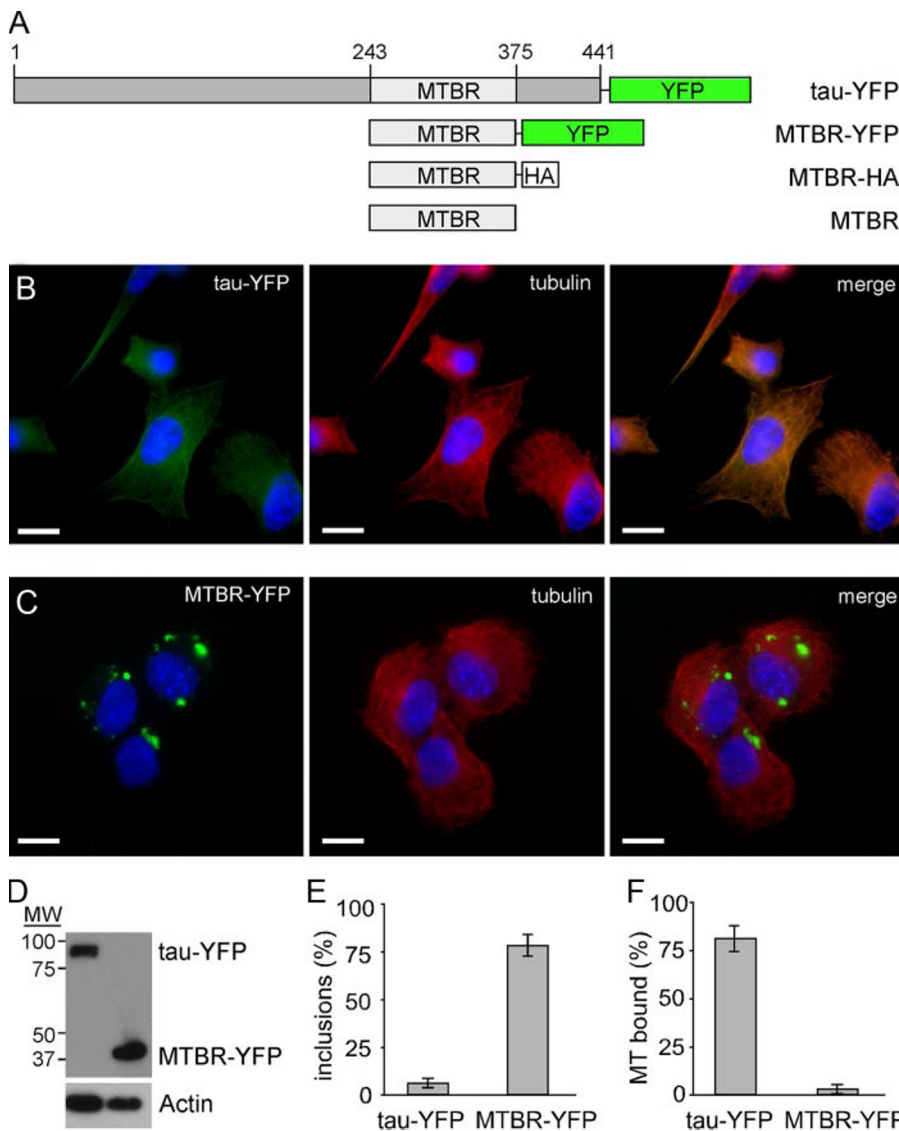 A
1 243 375 441
MTBR YFP tau-YFP
MTBR YFP MTBR-YFP
MTBR HA MTBR-HA
MTBR MTBR
B tau-YFP tubulin merge
C MTBR-YFP tubulin merge
D
MW
100
75
50
37
tau-YFP
MTBR-YFP
Actin
E
inclusions (%)
100
75
50
25
0
tau-YFP MTBR-YFP
F
MT bound (%)
100
75
50
25
0
tau-YFP MTBR-YFP